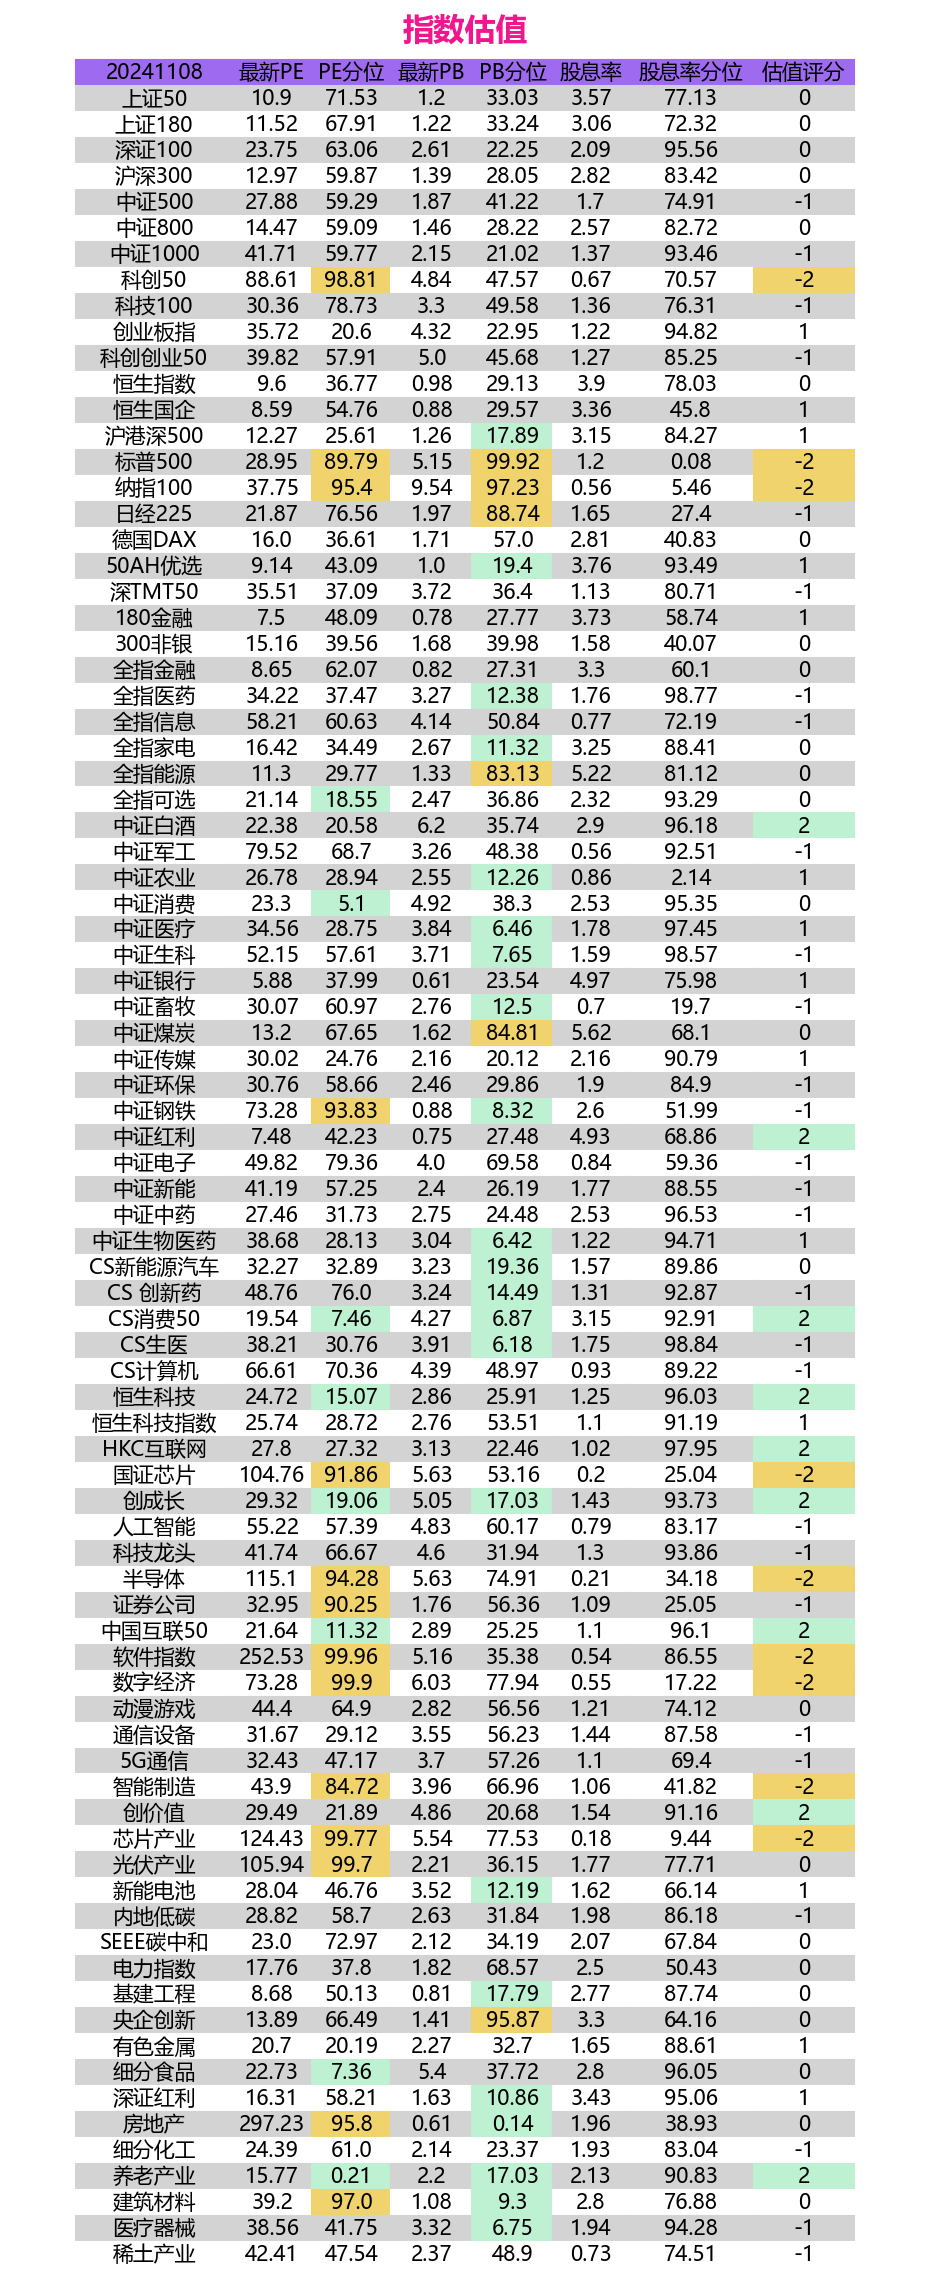 指数估值
20241108 最新PE PE分位 最新PB PB分位 股息率 股息率分位 估值评分
上证50 10.9 71.53 1.2 33.03 3.57 77.13 0
上证180 11.52 67.91 1.22 33.24 3.06 72.32 0
深证100 23.75 63.06 2.61 22.25 2.09 95.56 0
沪深300 12.97 59.87 1.39 28.05 2.82 83.42 0
中证500 27.88 59.29 1.87 41.22 1.7 74.91 -1
中证800 14.47 59.09 1.46 28.22 2.57 82.72 0
中证1000 41.71 59.77 2.15 21.02 1.37 93.46 -1
科创50 88.61 98.81 4.84 47.57 0.67 70.57 -2
科技100 30.36 78.73 3.3 49.58 1.36 76.31 -1
创业板指 35.72 20.6 4.32 22.95 1.22 94.82 1
科创创业50 39.82 57.91 5.0 45.68 1.27 85.25 -1
恒生指数 9.6 36.77 0.98 29.13 3.9 78.03 0
恒生国企 8.59 54.76 0.88 29.57 3.36 45.8 1
沪港深500 12.27 25.61 1.26 17.89 3.15 84.27 1
标普500 28.95 89.79 5.15 99.92 1.2 0.08 -2
纳指100 37.75 95.4 9.54 97.23 0.56 5.46 -2
日经225 21.87 76.56 1.97 88.74 1.65 27.4 -1
德国DAX 16.0 36.61 1.71 57.0 2.81 40.83 0
50AH优选 9.14 43.09 1.0 19.4 3.76 93.49 1
深TMT50 35.51 37.09 3.72 36.4 1.13 80.71 -1
180金融 7.5 48.09 0.78 27.77 3.73 58.74 1
300非银 15.16 39.56 1.68 39.98 1.58 40.07 0
全指金融 8.65 62.07 0.82 27.31 3.3 60.1 0
全指医药 34.22 37.47 3.27 12.38 1.76 98.77 -1
全指信息 58.21 60.63 4.14 50.84 0.77 72.19 -1
全指家电 16.42 34.49 2.67 11.32 3.25 88.41 0
全指能源 11.3 29.77 1.33 83.13 5.22 81.12 0
全指可选 21.14 18.55 2.47 36.86 2.32 93.29 0
中证白酒 22.38 20.58 6.2 35.74 2.9 96.18 2
中证军工 79.52 68.7 3.26 48.38 0.56 92.51 -1
中证农业 26.78 28.94 2.55 12.26 0.86 2.14 1
中证消费 23.3 5.1 4.92 38.3 2.53 95.35 0
中证医疗 34.56 28.75 3.84 6.46 1.78 97.45 1
中证生科 52.15 57.61 3.71 7.65 1.59 98.57 -1
中证银行 5.88 37.99 0.61 23.54 4.97 75.98 1
中证畜牧 30.07 60.97 2.76 12.5 0.7 19.7 -1
中证煤炭 13.2 67.65 1.62 84.81 5.62 68.1 0
中证传媒 30.02 24.76 2.16 20.12 2.16 90.79 1
中证环保 30.76 58.66 2.46 29.86 1.9 84.9 -1
中证钢铁 73.28 93.83 0.88 8.32 2.6 51.99 -1
中证红利 7.48 42.23 0.75 27.48 4.93 68.86 2
中证电子 49.82 79.36 4.0 69.58 0.84 59.36 -1
中证新能 41.19 57.25 2.4 26.19 1.77 88.55 -1
中证中药 27.46 31.73 2.75 24.48 2.53 96.53 -1
中证生物医药 38.68 28.13 3.04 6.42 1.22 94.71 1
CS新能源汽车 32.27 32.89 3.23 19.36 1.57 89.86 0
CS 创新药 48.76 76.0 3.24 14.49 1.31 92.87 -1
CS消费50 19.54 7.46 4.27 6.87 3.15 92.91 2
CS生医 38.21 30.76 3.91 6.18 1.75 98.84 -1
CS计算机 66.61 70.36 4.39 48.97 0.93 89.22 -1
恒生科技 24.72 15.07 2.86 25.91 1.25 96.03 2
恒生科技指数 25.74 28.72 2.76 53.51 1.1 91.19 1
HKC互联网 27.8 27.32 3.13 22.46 1.02 97.95 2
国证芯片 104.76 91.86 5.63 53.16 0.2 25.04 -2
创成长 29.32 19.06 5.05 17.03 1.43 93.73 2
人工智能 55.22 57.39 4.83 60.17 0.79 83.17 -1
科技龙头 41.74 66.67 4.6 31.94 1.3 93.86 -1
半导体 115.1 94.28 5.63 74.91 0.21 34.18 -2
证券公司 32.95 90.25 1.76 56.36 1.09 25.05 -1
中国互联50 21.64 11.32 2.89 25.25 1.1 96.1 2
软件指数 252.53 99.96 5.16 35.38 0.54 86.55 -2
数字经济 73.28 99.9 6.03 77.94 0.55 17.22 -2
动漫游戏 44.4 64.9 2.82 56.56 1.21 74.12 0
通信设备 31.67 29.12 3.55 56.23 1.44 87.58 -1
5G通信 32.43 47.17 3.7 57.26 1.1 69.4 -1
智能制造 43.9 84.72 3.96 66.96 1.06 41.82 -2
创价值 29.49 21.89 4.86 20.68 1.54 91.16 2
芯片产业 124.43 99.77 5.54 77.53 0.18 9.44 -2
光伏产业 105.94 99.7 2.21 36.15 1.77 77.71 0
新能电池 28.04 46.76 3.52 12.19 1.62 66.14 1
内地低碳 28.82 58.7 2.63 31.84 1.98 86.18 -1
SEEE碳中和 23.0 72.97 2.12 34.19 2.07 67.84 0
电力指数 17.76 37.8 1.82 68.57 2.5 50.43 0
基建工程 8.68 50.13 0.81 17.79 2.77 87.74 0
央企创新 13.89 66.49 1.41 95.87 3.3 64.16 0
有色金属 20.7 20.19 2.27 32.7 1.65 88.61 1
细分食品 22.73 7.36 5.4 37.72 2.8 96.05 0
深证红利 16.31 58.21 1.63 10.86 3.43 95.06 1
房地产 297.23 95.8 0.61 0.14 1.96 38.93 0
细分化工 24.39 61.0 2.14 23.37 1.93 83.04 -1
养老产业 15.77 0.21 2.2 17.03 2.13 90.83 2
建筑材料 39.2 97.0 1.08 9.3 2.8 76.88 0
医疗器械 38.56 41.75 3.32 6.75 1.94 94.28 -1
稀土产业 42.41 47.54 2.37 48.9 0.73 74.51 -1